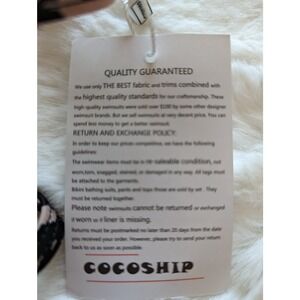 QUALITY GUARANTEED
We use only THE BEST fabric and trims combined with
the highest quality standards for our craftsmanship. These
high quality swimsuits were sold over $100 by some other designer
swimsuit brands. But we sell swimsuits at very decent price. You can
spend less money to get a better swimsuit.
RETURN AND EXCHANGE POLICY:
In order to keep our prices competitive, we have the following
guidelines:
The swimwear items must be in saleable condition, not
worn,torn, snagged, stained, or damaged in any way. All tags must
be attached to the garments.
Bikini bathing suits, pants and tops those are sold by set . They
must be returned together.
Please note swimsuits cannot be returned or exchanged
if worn or if liner is missing.
Returns must be postmarked no later than 20 days from the date
you received your order. However, please try to send your return
back to us as soon as possible.
COCOSHIP